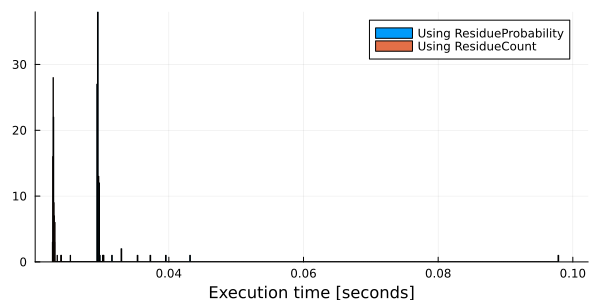 Using ResidueProbability
Using ResidueCount
30
20
10
0
0.04 0.06 0.08 0.10
Execution time [seconds]